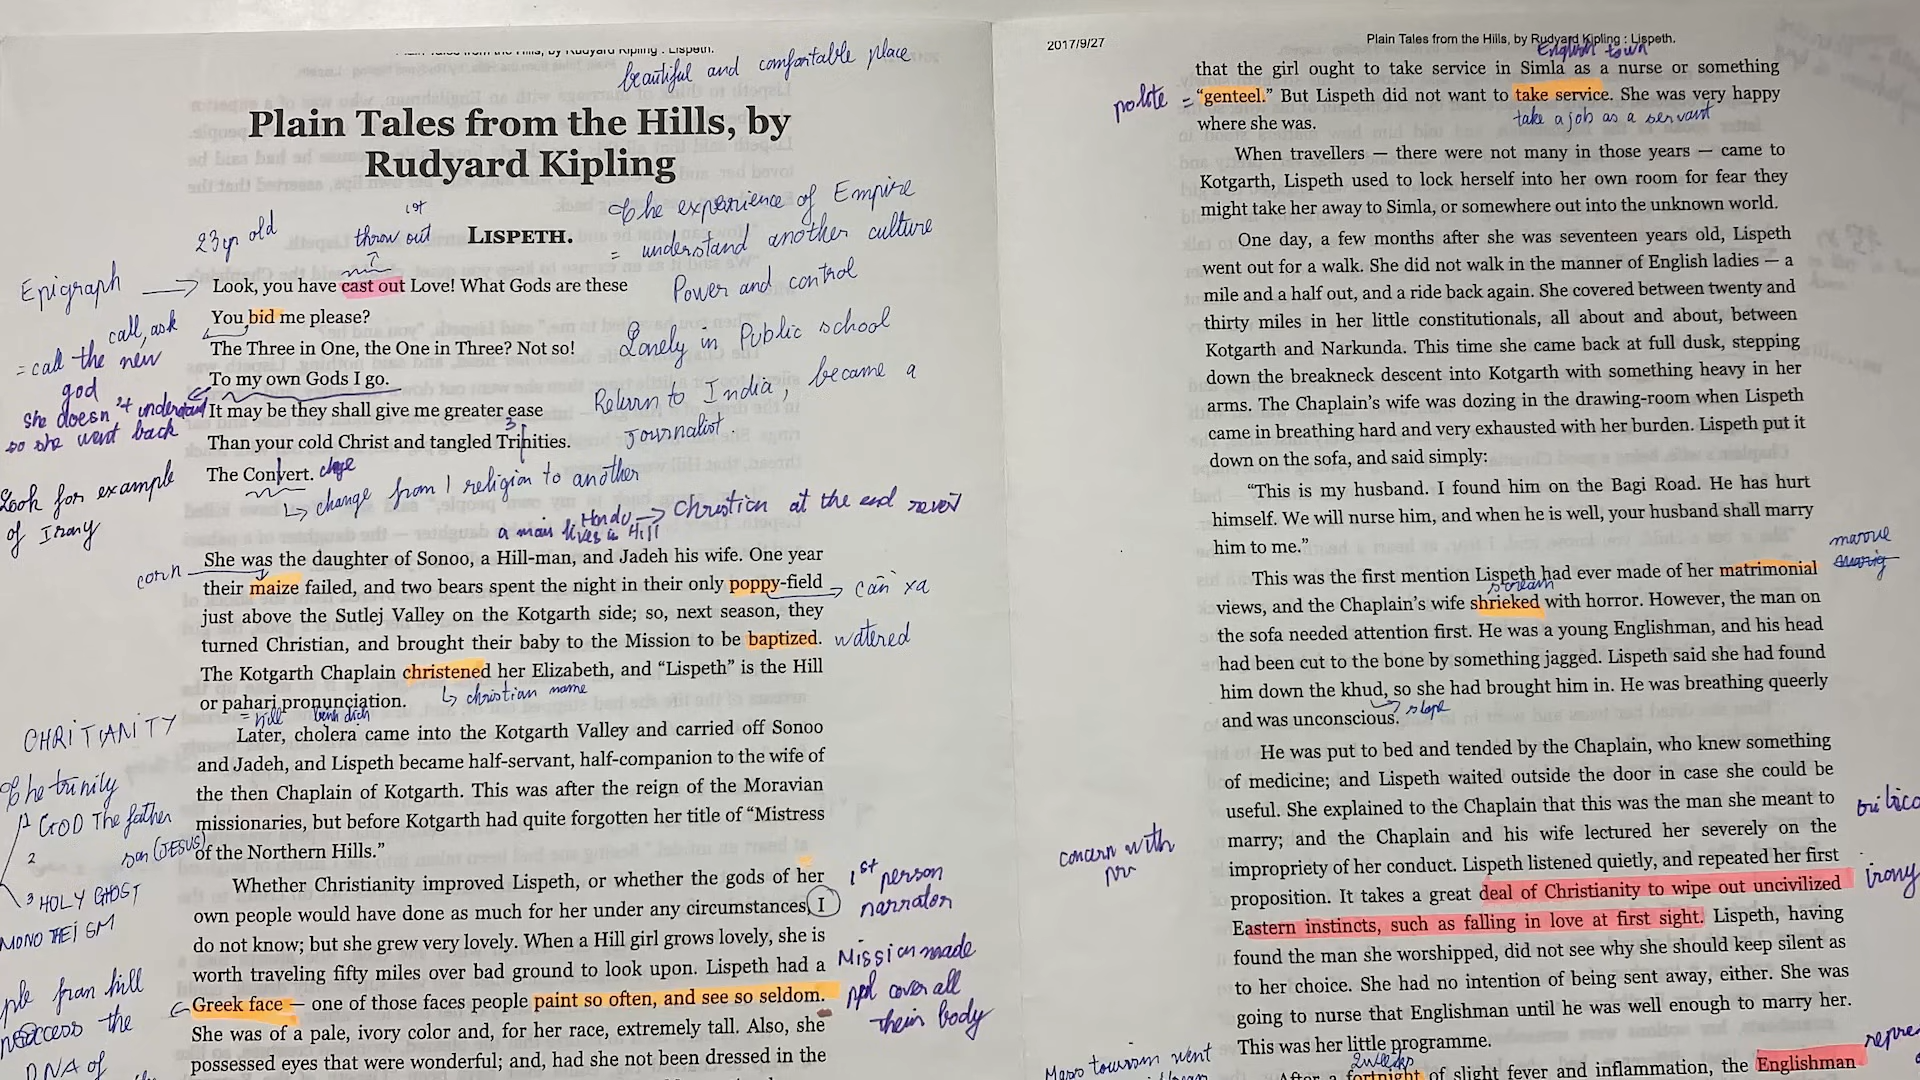 Plain Tales from the Hills, by Rudyard Kipling : Lispeth.
beautiful and comfortable place
Plain Tales from the Hills, by
Rudyard Kipling
23 yr old
throw out
LISPETH.
The experience of Empire
= understand another culture
Power and control
Lonely in Public school
Return to India, became a
journalist.
Epigraph
Look, you have cast out Love! What Gods are these
You bid me please?
The Three in One, the One in Three? Not so!
To my own Gods I go.
It may be they shall give me greater ease
Than your cold Christ and tangled Trinities.
The Convert.
call, ask
= call the new
god
she doesn't understand
so she went back
Look for example
of Irony
3
change from 1 religion to another
Hindu → Christian at the end
a man lives in Hill
corn
She was the daughter of Sonoo, a Hill-man, and Jadeh his wife. One year
their maize failed, and two bears spent the night in their only poppy-field
just above the Sutlej Valley on the Kotgarth side; so, next season, they
turned Christian, and brought their baby to the Mission to be baptized.
The Kotgarth Chaplain christened her Elizabeth, and “Lispeth” is the Hill
or pahari pronunciation.
watered
christian name
= hill
Later, cholera came into the Kotgarth Valley and carried off Sonoo
and Jadeh, and Lispeth became half-servant, half-companion to the wife of
the then Chaplain of Kotgarth. This was after the reign of the Moravian
missionaries, but before Kotgarth had quite forgotten her title of “Mistress
of the Northern Hills.”
CHRITIANITY
The trinity
1 GOD The father
2 son (JESUS)
3 HOLY GHOST
MONOTHEISM
Whether Christianity improved Lispeth, or whether the gods of her
own people would have done as much for her under any circumstances, I
do not know; but she grew very lovely. When a Hill girl grows lovely, she is
worth traveling fifty miles over bad ground to look upon. Lispeth had a
Greek face — one of those faces people paint so often, and see so seldom.
She was of a pale, ivory color and, for her race, extremely tall. Also, she
possessed eyes that were wonderful; and, had she not been dressed in the
1st person
narrator
Mission made
ppl cover all
their body
from hill
the
DNA of
2017/9/27
Plain Tales from the Hills, by Rudyard Kipling : Lispeth.
English town
that the girl ought to take service in Simla as a nurse or something
“genteel.” But Lispeth did not want to take service. She was very happy
where she was.
polite =
take a job as a servant
When travellers — there were not many in those years — came to
Kotgarth, Lispeth used to lock herself into her own room for fear they
might take her away to Simla, or somewhere out into the unknown world.
One day, a few months after she was seventeen years old, Lispeth
went out for a walk. She did not walk in the manner of English ladies — a
mile and a half out, and a ride back again. She covered between twenty and
thirty miles in her little constitutionals, all about and about, between
Kotgarth and Narkunda. This time she came back at full dusk, stepping
down the breakneck descent into Kotgarth with something heavy in her
arms. The Chaplain’s wife was dozing in the drawing-room when Lispeth
came in breathing hard and very exhausted with her burden. Lispeth put it
down on the sofa, and said simply:
“This is my husband. I found him on the Bagi Road. He has hurt
himself. We will nurse him, and when he is well, your husband shall marry
him to me.”
This was the first mention Lispeth had ever made of her matrimonial
views, and the Chaplain’s wife shrieked with horror. However, the man on
the sofa needed attention first. He was a young Englishman, and his head
had been cut to the bone by something jagged. Lispeth said she had found
him down the khud, so she had brought him in. He was breathing queerly
and was unconscious.
scream
slope
He was put to bed and tended by the Chaplain, who knew something
of medicine; and Lispeth waited outside the door in case she could be
useful. She explained to the Chaplain that this was the man she meant to
marry; and the Chaplain and his wife lectured her severely on the
impropriety of her conduct. Lispeth listened quietly, and repeated her first
proposition. It takes a great deal of Christianity to wipe out uncivilized
Eastern instincts, such as falling in love at first sight. Lispeth, having
found the man she worshipped, did not see why she should keep silent as
to her choice. She had no intention of being sent away, either. She was
going to nurse that Englishman until he was well enough to marry her.
This was her little programme.
After a fortnight of slight fever and inflammation, the Englishman
concern with
irony
2 weeks
tourism went